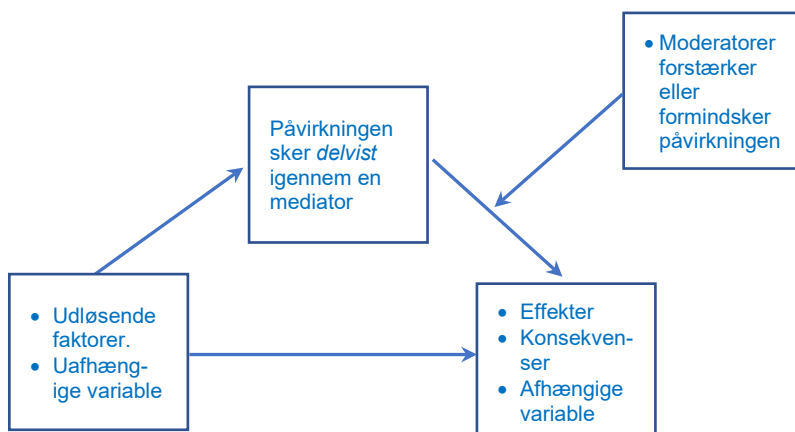 • Moderatorer
forstærker
eller
formindsker
påvirkningen
Påvirkningen
sker delvist
igennem en
mediator
• Udløsende
faktorer.
• Uafhæng-
ige variable
• Effekter
• Konsekven-
ser
• Afhængige
variable